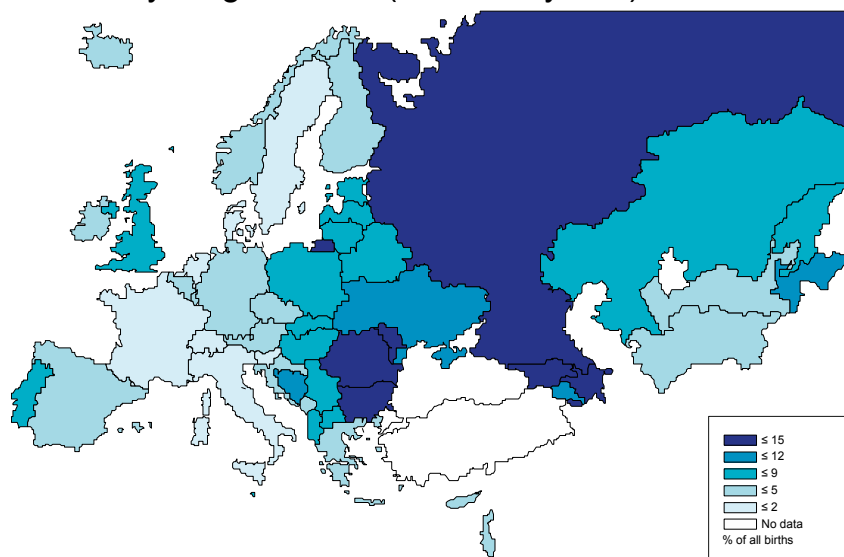 ≤ 15
≤ 12
≤ 9
≤ 5
≤ 2
No data
% of all births